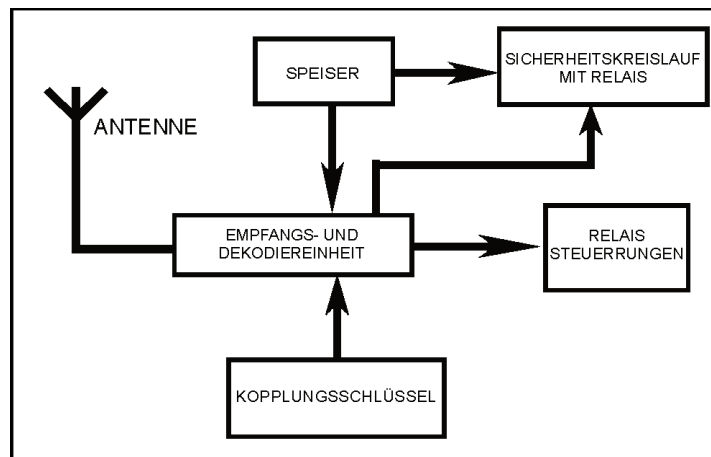 SPEISER
SICHERHEITSKREISLAUF
MIT RELAIS
ANTENNE
EMPFANGS- UND
DEKODIEREINHEIT
RELAIS
STEUERRUNGEN
KOPPLUNGSSCHLÜSSEL